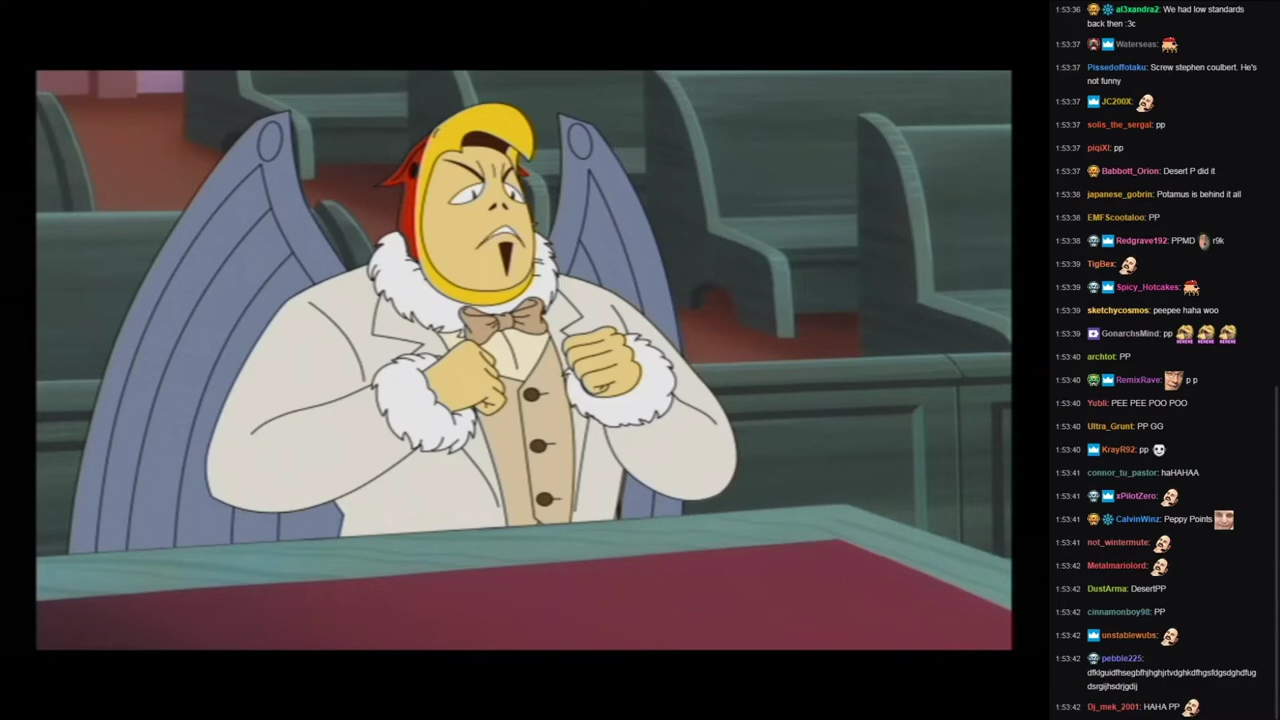 1:53:36 al3xandra2: We had low standards
back then :3c
1:53:37 Waterseas:
1:53:37 Pissedoffotaku: Screw stephen coulbert. He's
not funny
1:53:37 JC200X:
1:53:37 solis_the_sergal: pp
1:53:37 piqiXI: pp
1:53:37 Babbott_Orion: Desert P did it
1:53:38 japanese_gobrin: Potamus is behind it all
1:53:38 EMFScootaloo: PP
1:53:38 Redgrave192: PPMD r9k
1:53:39 TigBex:
1:53:39 Spicy_Hotcakes:
1:53:39 sketchycosmos: peepee haha woo
1:53:39 GonarchsMind: pp HEHEHE HEHEHE HEHEHE
1:53:40 archtot: PP
1:53:40 RemixRave: p p
1:53:40 Yubli: PEE PEE POO POO
1:53:40 Ultra_Grunt: PP GG
1:53:40 KrayR92: pp
1:53:41 connor_tu_pastor: haHAHAA
1:53:41 xPilotZero:
1:53:41 CalvinWinz: Peppy Points
1:53:41 not_wintermute:
1:53:42 Metalmariolord:
1:53:42 DustArma: DesertPP
1:53:42 cinnamonboy98: PP
1:53:42 unstablewubs:
1:53:42 pebble225:
dfklguidfhsegbfhjhghjrtvdghkdfhgsfdgsdghdfug
dsrgijhsdrjgdij
1:53:42 Dj_mek_2001: HAHA PP